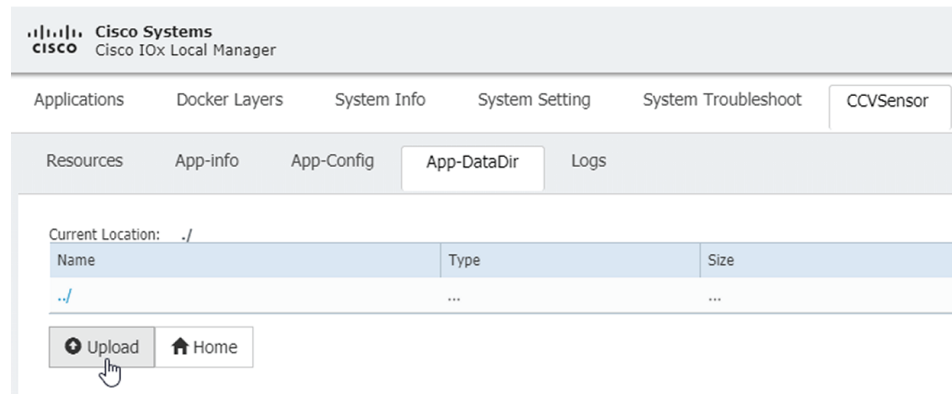 Cisco Systems
CISCO Cisco IOx Local Manager
Applications Docker Layers System Info System Setting System Troubleshoot CCVSensor
Resources App-info App-Config App-DataDir Logs
Current Location: ./
Name Type Size
../ ... ...
Upload Home